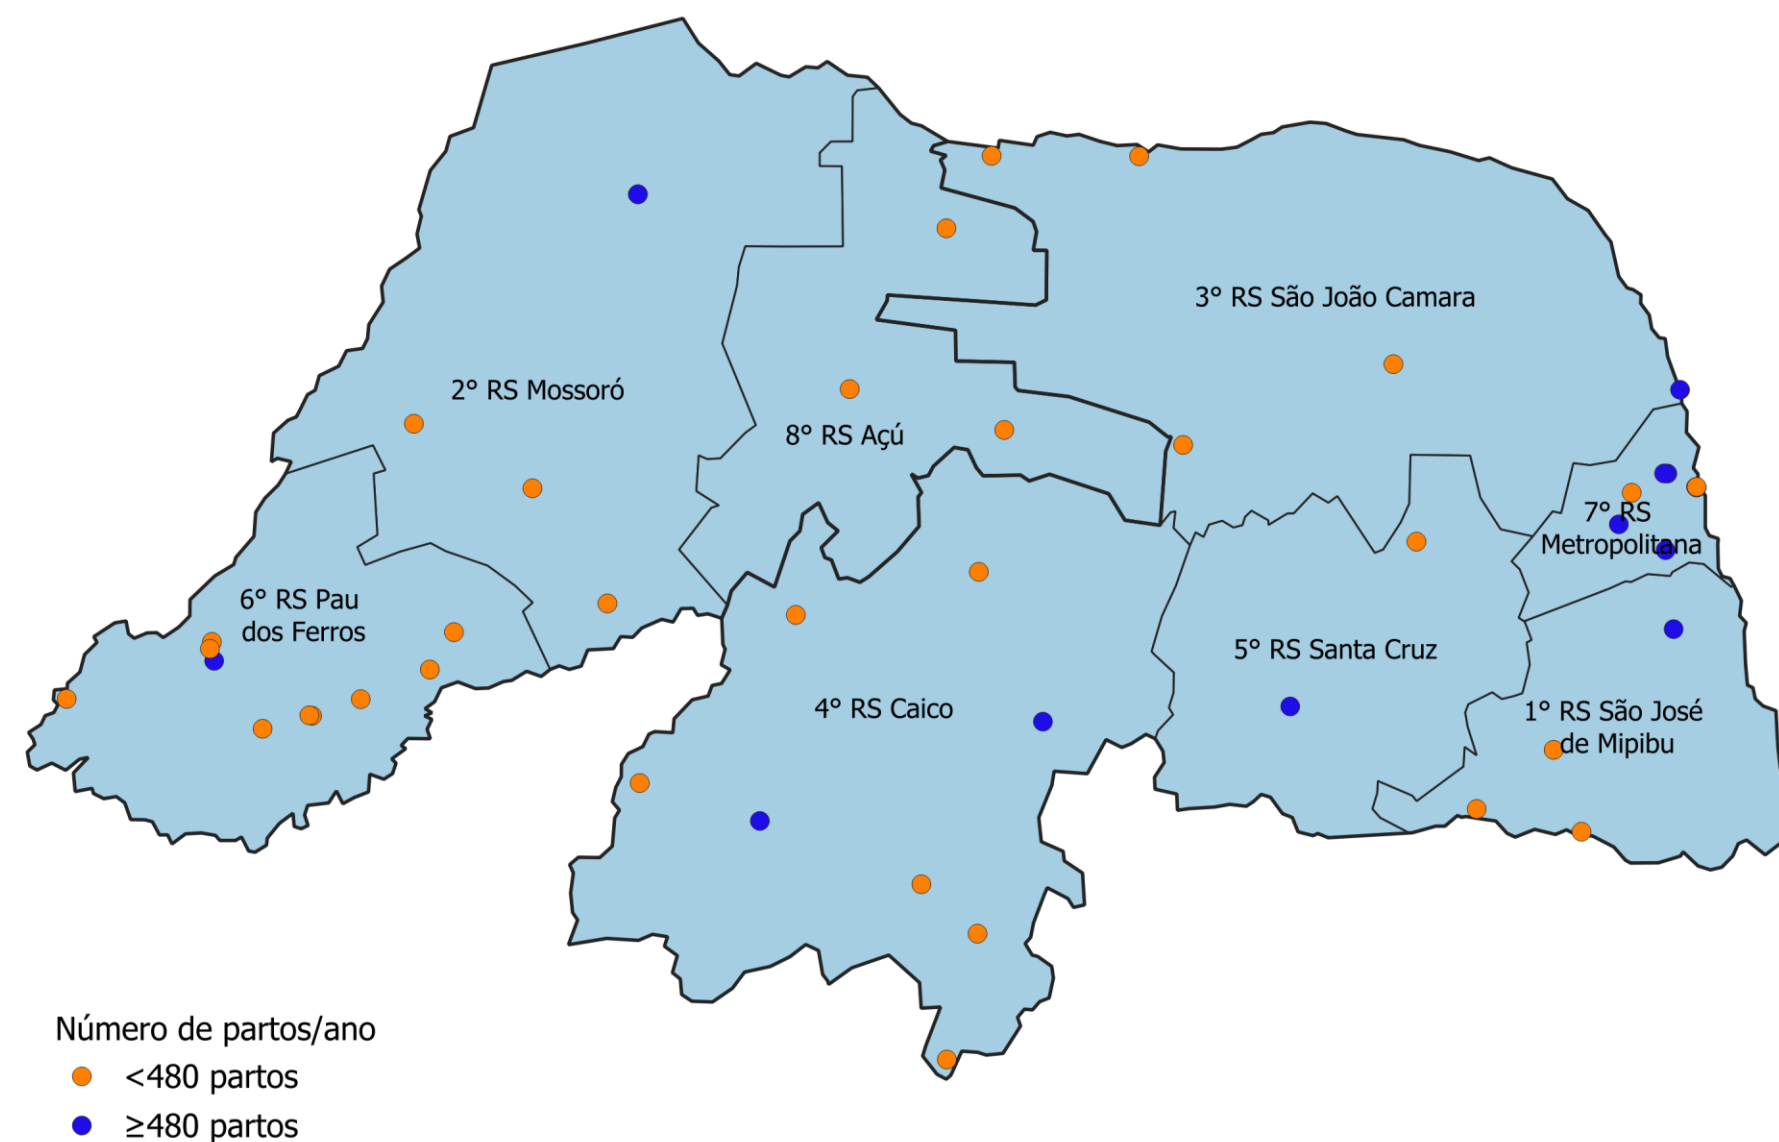 3° RS São João Camara
2° RS Mossoró
8° RS Açú
7° RS
Metropolitana
6° RS Pau
dos Ferros
5° RS Santa Cruz
4° RS Caico
1° RS São José
de Mipibu
Número de partos/ano
<480 partos
≥480 partos